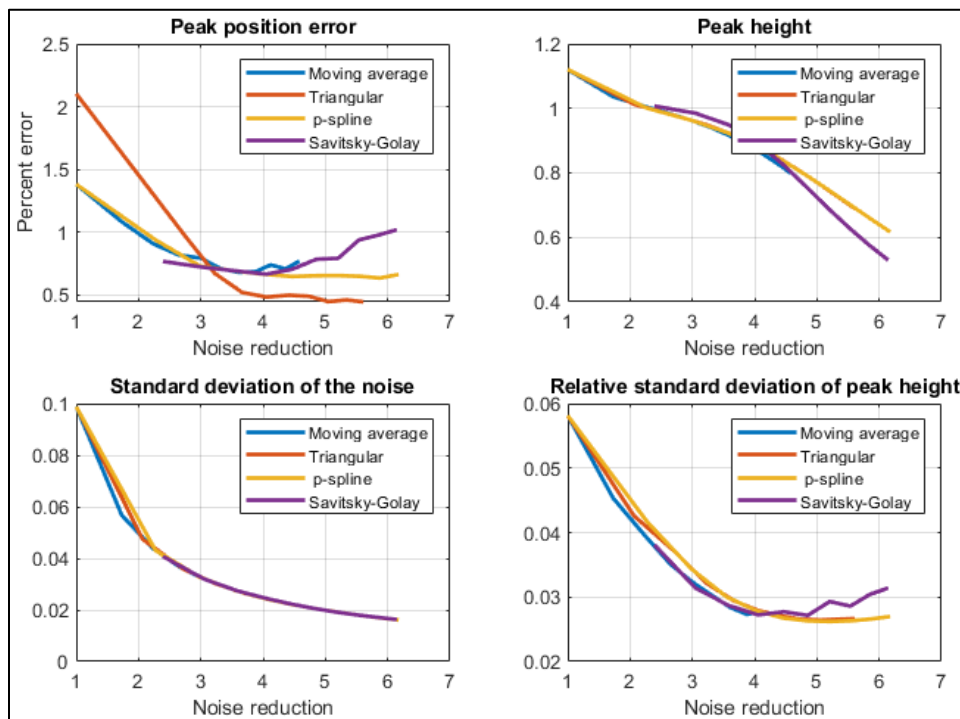 Peak position error
2.5
2
1.5
1
0.5
Percent error
Moving average
Triangular
p-spline
Savitsky-Golay
1 2 3 4 5 6 7
Noise reduction
Peak height
1.2
1
0.8
0.6
0.4
Moving average
Triangular
p-spline
Savitsky-Golay
1 2 3 4 5 6 7
Noise reduction
Standard deviation of the noise
0.1
0.08
0.06
0.04
0.02
0
Moving average
Triangular
p-spline
Savitsky-Golay
1 2 3 4 5 6 7
Noise reduction
Relative standard deviation of peak height
0.06
0.05
0.04
0.03
0.02
Moving average
Triangular
p-spline
Savitsky-Golay
1 2 3 4 5 6 7
Noise reduction